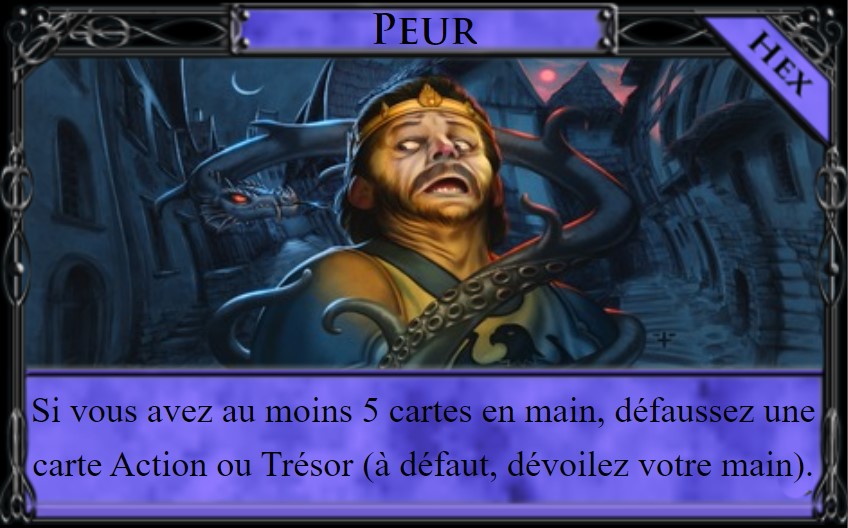 PEUR
HEX
Si vous avez au moins 5 cartes en main, défaussez une
carte Action ou Trésor (à défaut, dévoilez votre main).